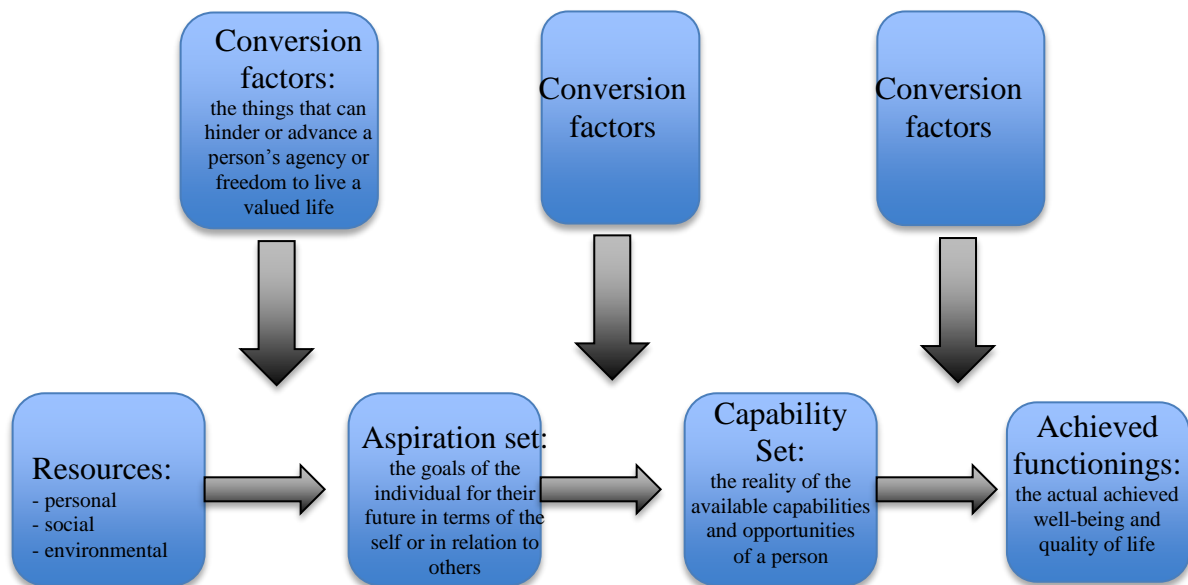 Conversion
factors:
the things that can
hinder or advance a
person’s agency or
freedom to live a
valued life
Conversion
factors
Conversion
factors
Resources:
- personal
- social
- environmental
Aspiration set:
the goals of the
individual for their
future in terms of the
self or in relation to
others
Capability
Set:
the reality of the
available capabilities
and opportunities
of a person
Achieved
functionings:
the actual achieved
well-being and
quality of life